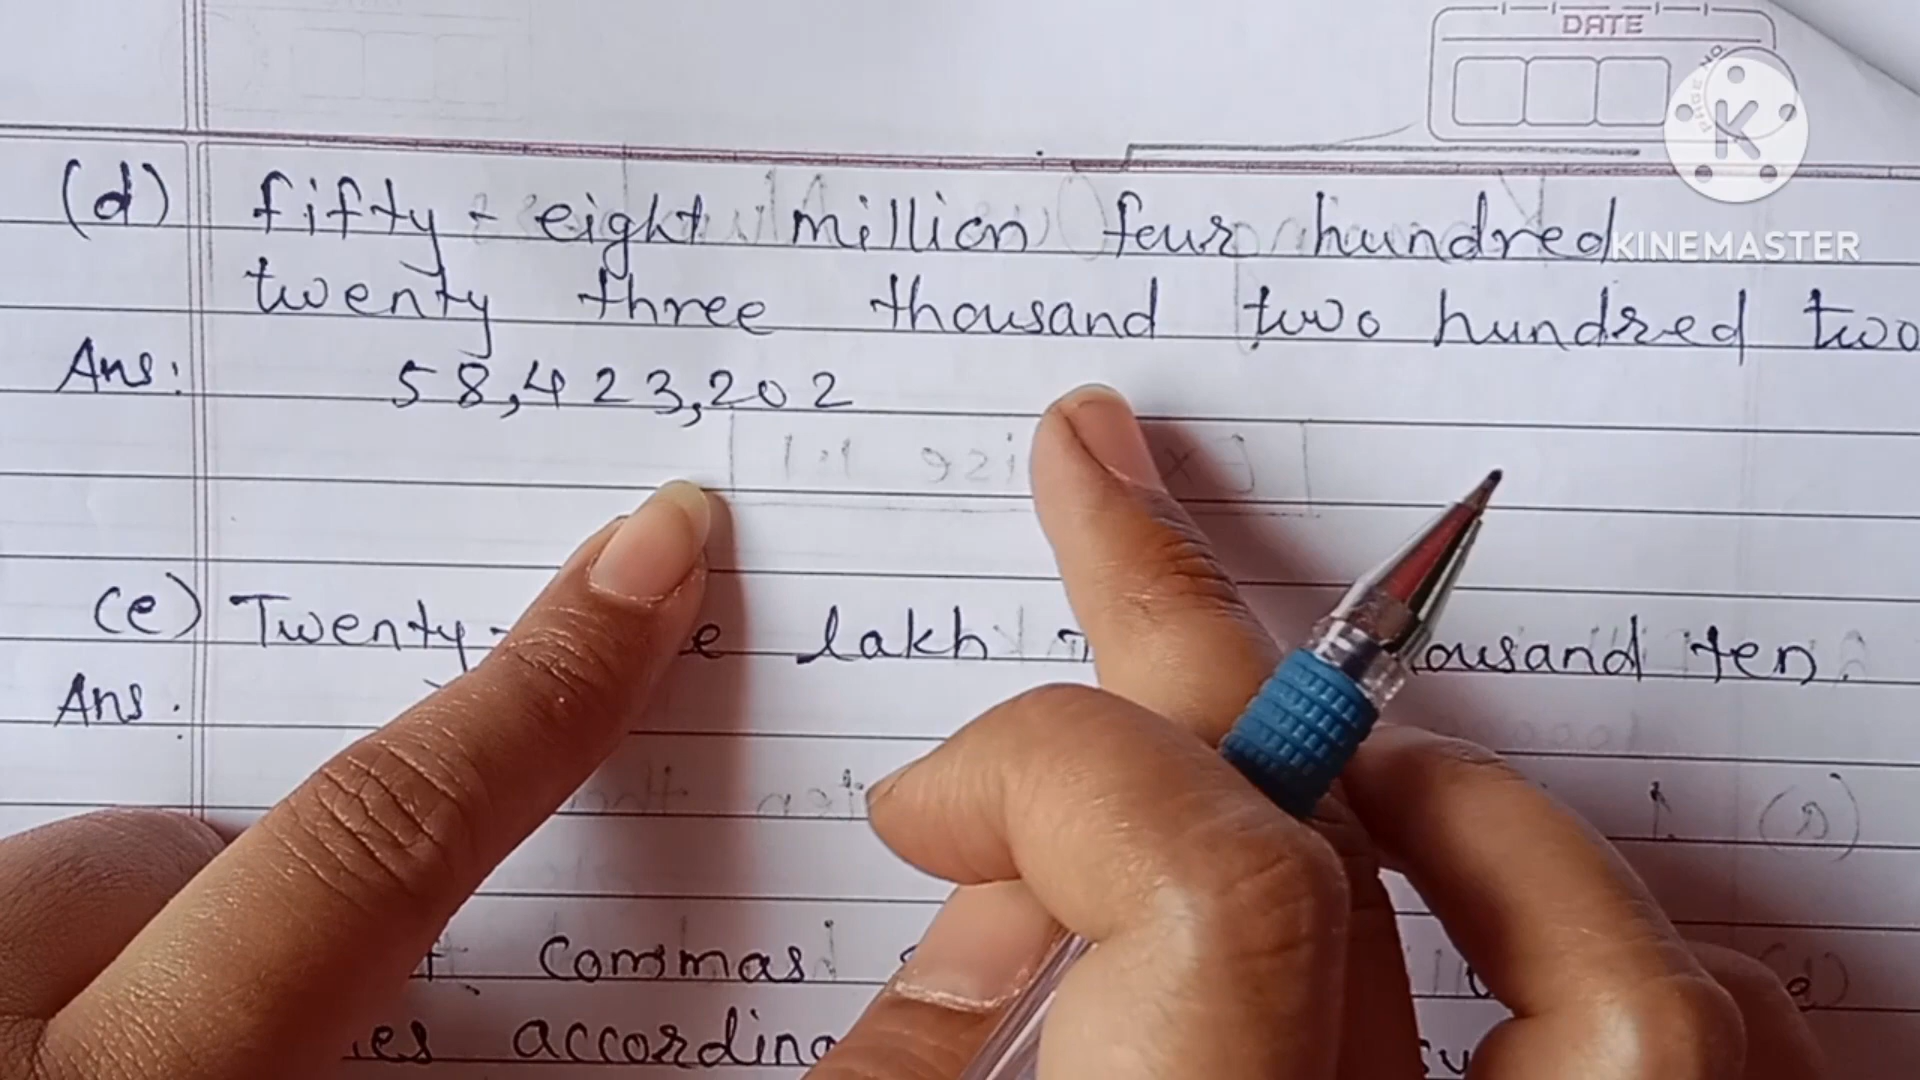 DATE
KINEMASTER
(d) fifty - eight million four hundred
twenty three thousand two hundred two
Ans: 58,423,202
(e) Twenty- lakh ten.
Ans.
commas
according